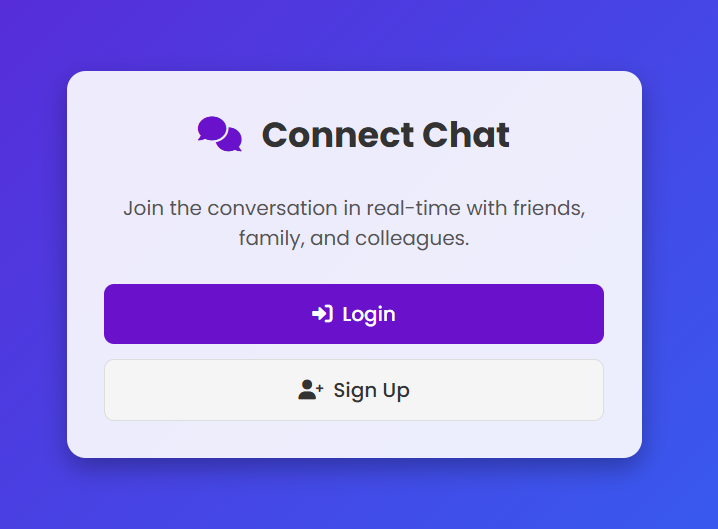 Connect Chat
Join the conversation in real-time with friends,
family, and colleagues.
Login
Sign Up